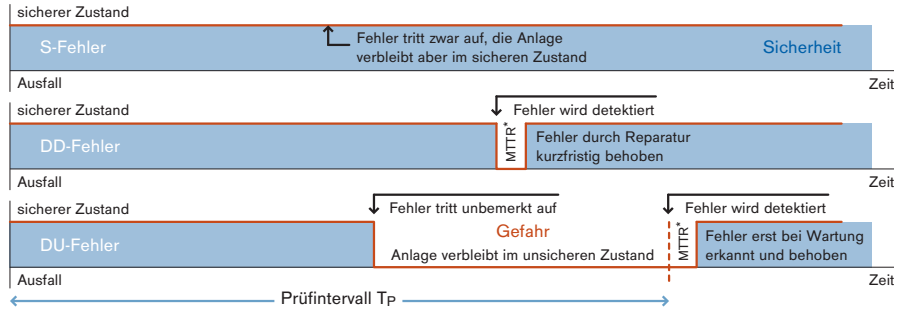 sicherer Zustand
S-Fehler
Fehler tritt zwar auf, die Anlage
verbleibt aber im sicheren Zustand
Sicherheit
Ausfall
Zeit
sicherer Zustand
Fehler wird detektiert
DD-Fehler
MTTR*
Fehler durch Reparatur
kurzfristig behoben
Ausfall
Zeit
sicherer Zustand
Fehler tritt unbemerkt auf
Fehler wird detektiert
DU-Fehler
Gefahr
Anlage verbleibt im unsicheren Zustand
MTTR*
Fehler erst bei Wartung
erkannt und behoben
Ausfall
Zeit
Prüfintervall TP